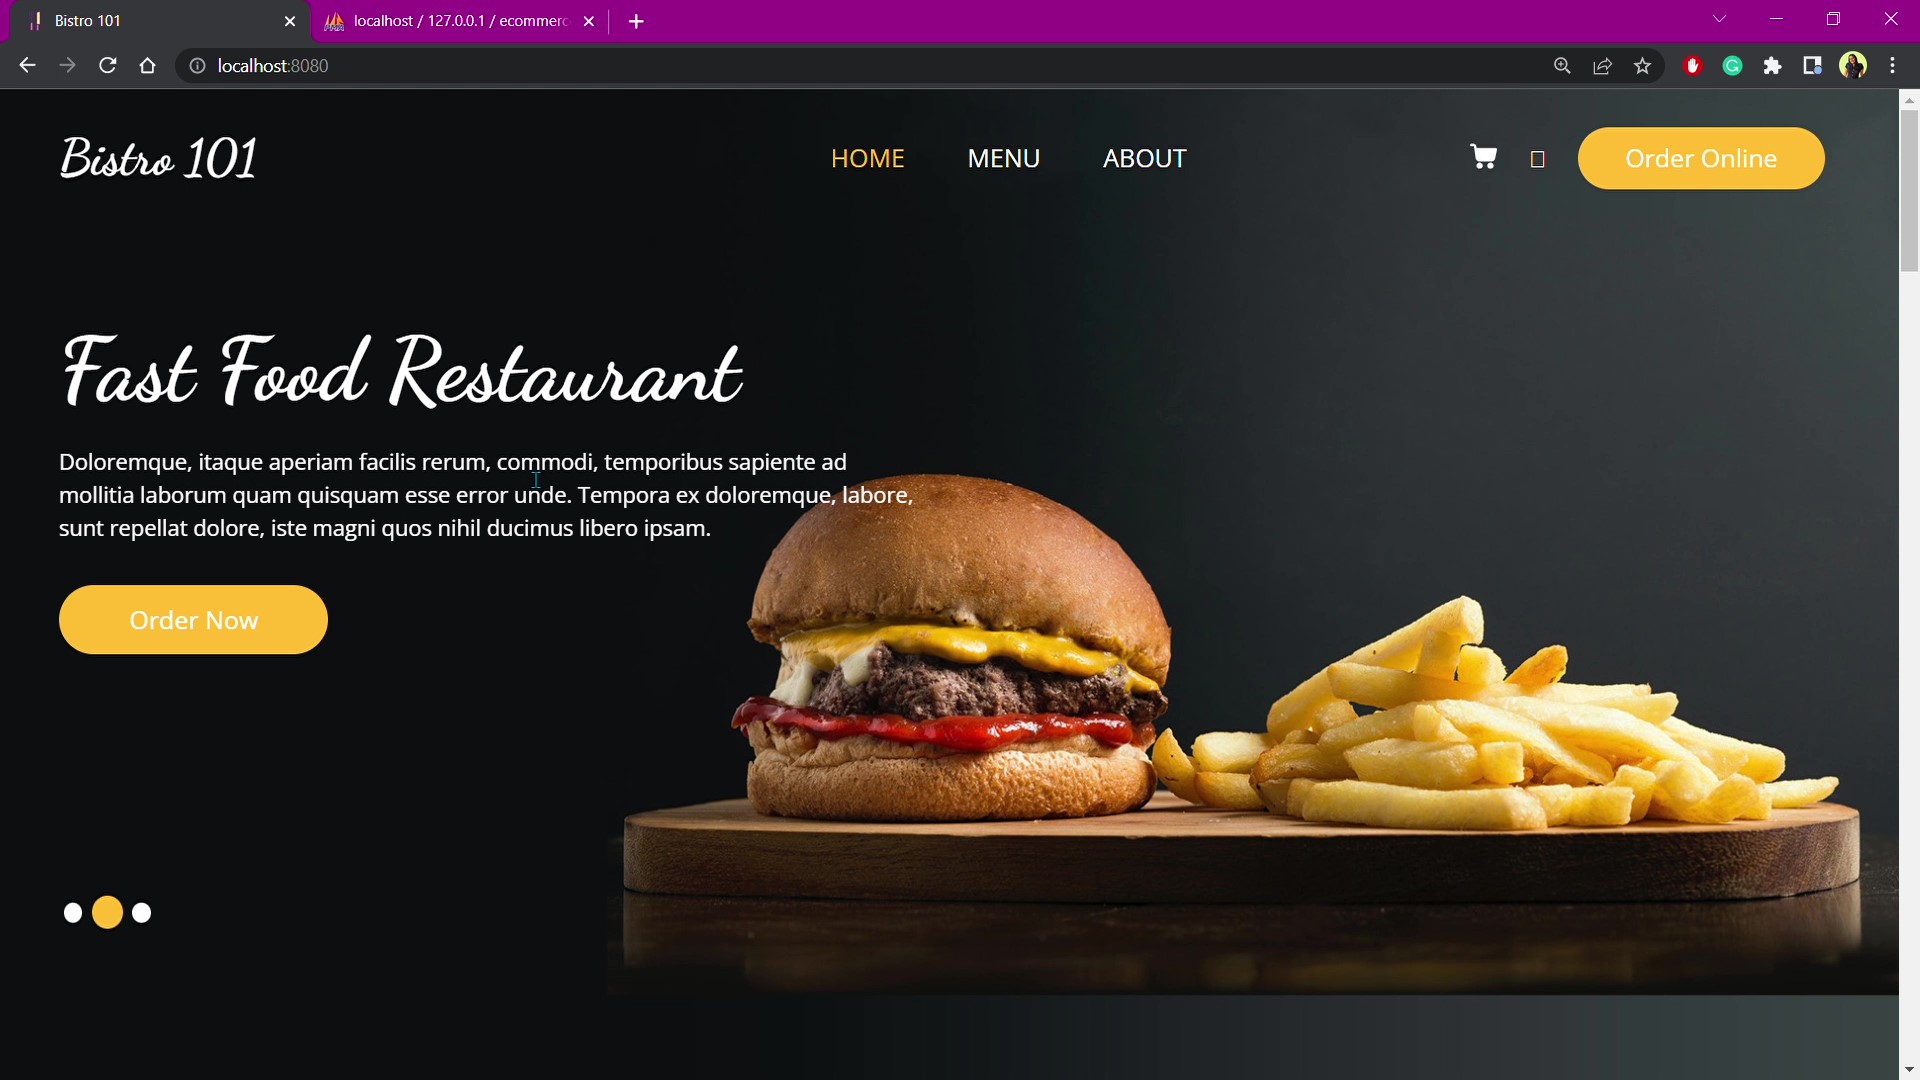 Bistro 101
localhost / 127.0.0.1 / ecommerc
localhost:8080
Bistro 101
HOME
MENU
ABOUT
Order Online
Fast Food Restaurant
Doloremque, itaque aperiam facilis rerum, commodi, temporibus sapiente ad
mollitia laborum quam quisquam esse error unde. Tempora ex doloremque, labore,
sunt repellat dolore, iste magni quos nihil ducimus libero ipsam.
Order Now